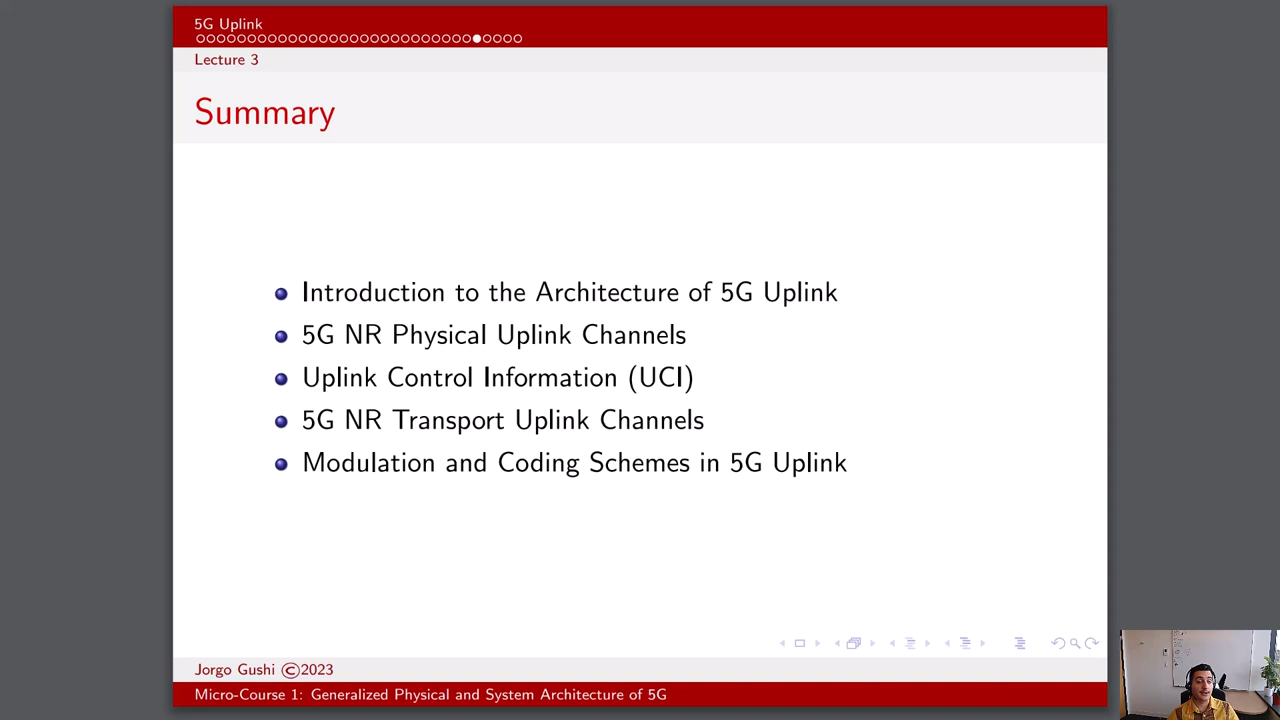 5G Uplink
Lecture 3
Summary
Introduction to the Architecture of 5G Uplink
5G NR Physical Uplink Channels
Uplink Control Information (UCI)
5G NR Transport Uplink Channels
Modulation and Coding Schemes in 5G Uplink
Jorgo Gushi ©2023
Micro-Course 1: Generalized Physical and System Architecture of 5G